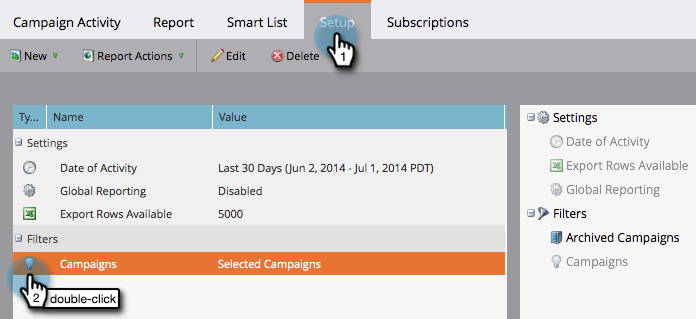 Campaign Activity Report Smart List Setup Subscriptions
New Report Actions Edit Delete
1
Ty... Name Value
Settings
Date of Activity Last 30 Days (Jun 2, 2014 - Jul 1, 2014 PDT)
Global Reporting Disabled
Export Rows Available 5000
Filters
Campaigns Selected Campaigns
2 double-click
Settings
Date of Activity
Export Rows Available
Global Reporting
Filters
Archived Campaigns
Campaigns